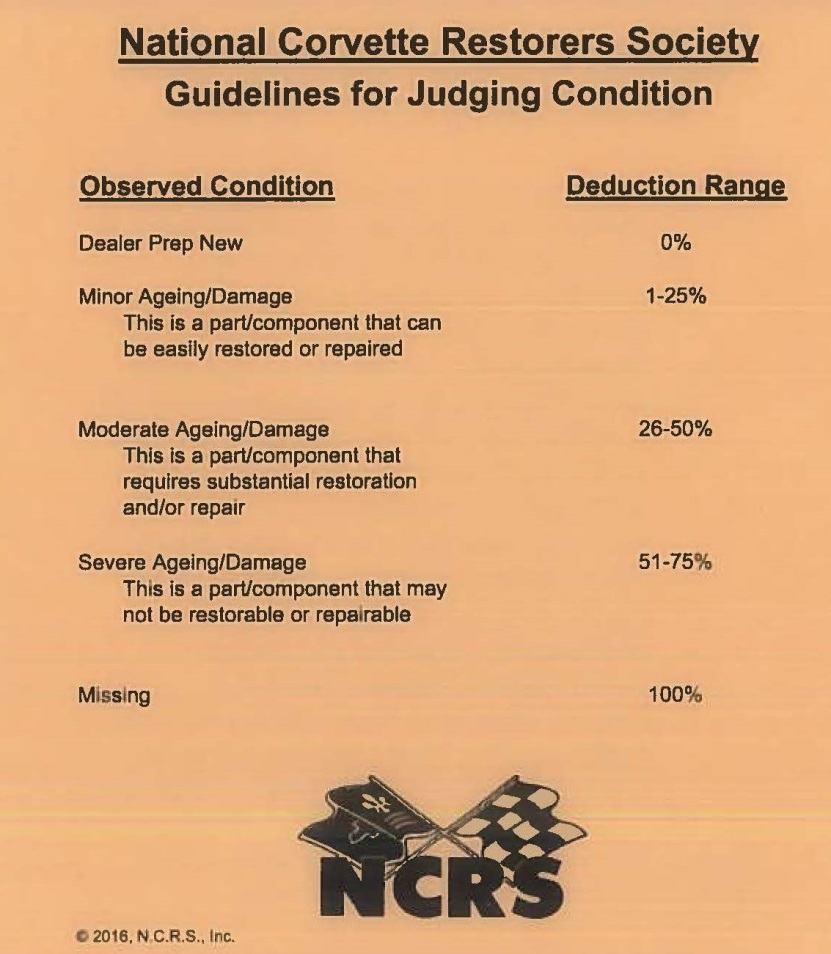 National Corvette Restorers Society
Guidelines for Judging Condition
Observed Condition Deduction Range
Dealer Prep New 0%
Minor Ageing/Damage 1-25%
This is a part/component that can
be easily restored or repaired
Moderate Ageing/Damage 26-50%
This is a part/component that
requires substantial restoration
and/or repair
Severe Ageing/Damage 51-75%
This is a part/component that may
not be restorable or repairable
Missing 100%
NCRS
© 2016, N.C.R.S., Inc.